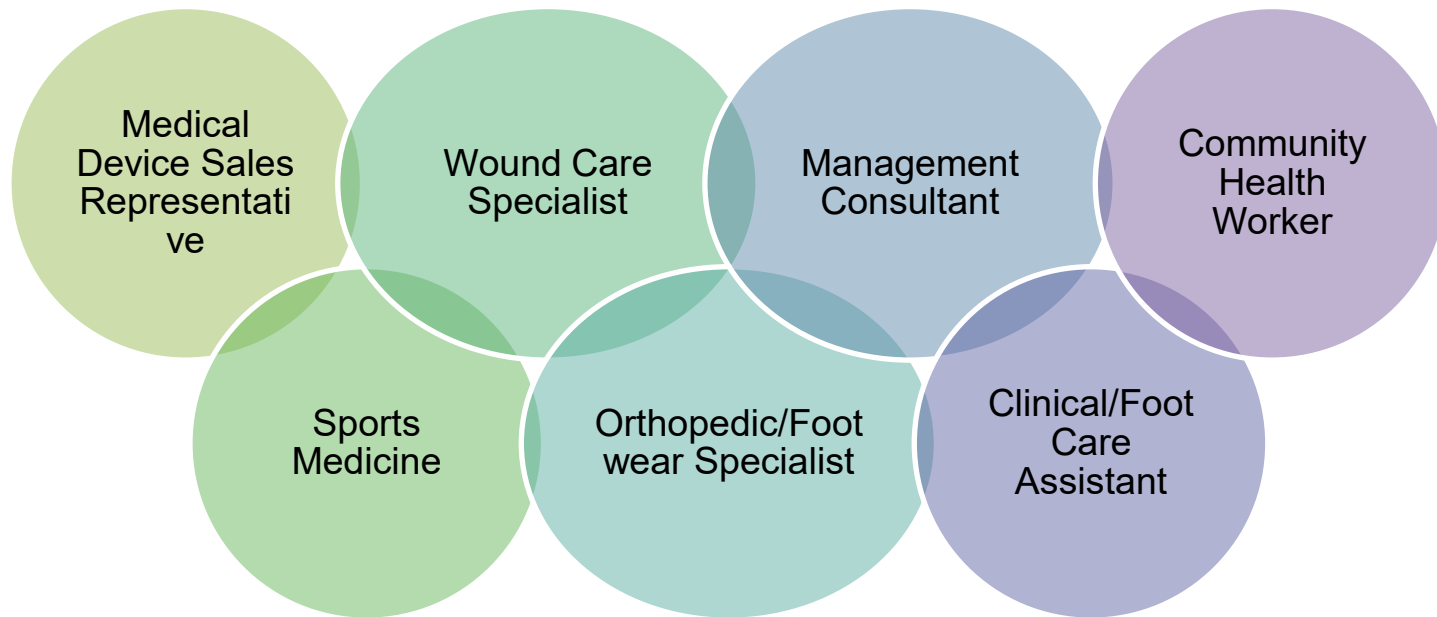 Medical
Device Sales
Representati
ve
Wound Care
Specialist
Management
Consultant
Community
Health
Worker
Sports
Medicine
Orthopedic/Foot
wear Specialist
Clinical/Foot
Care
Assistant